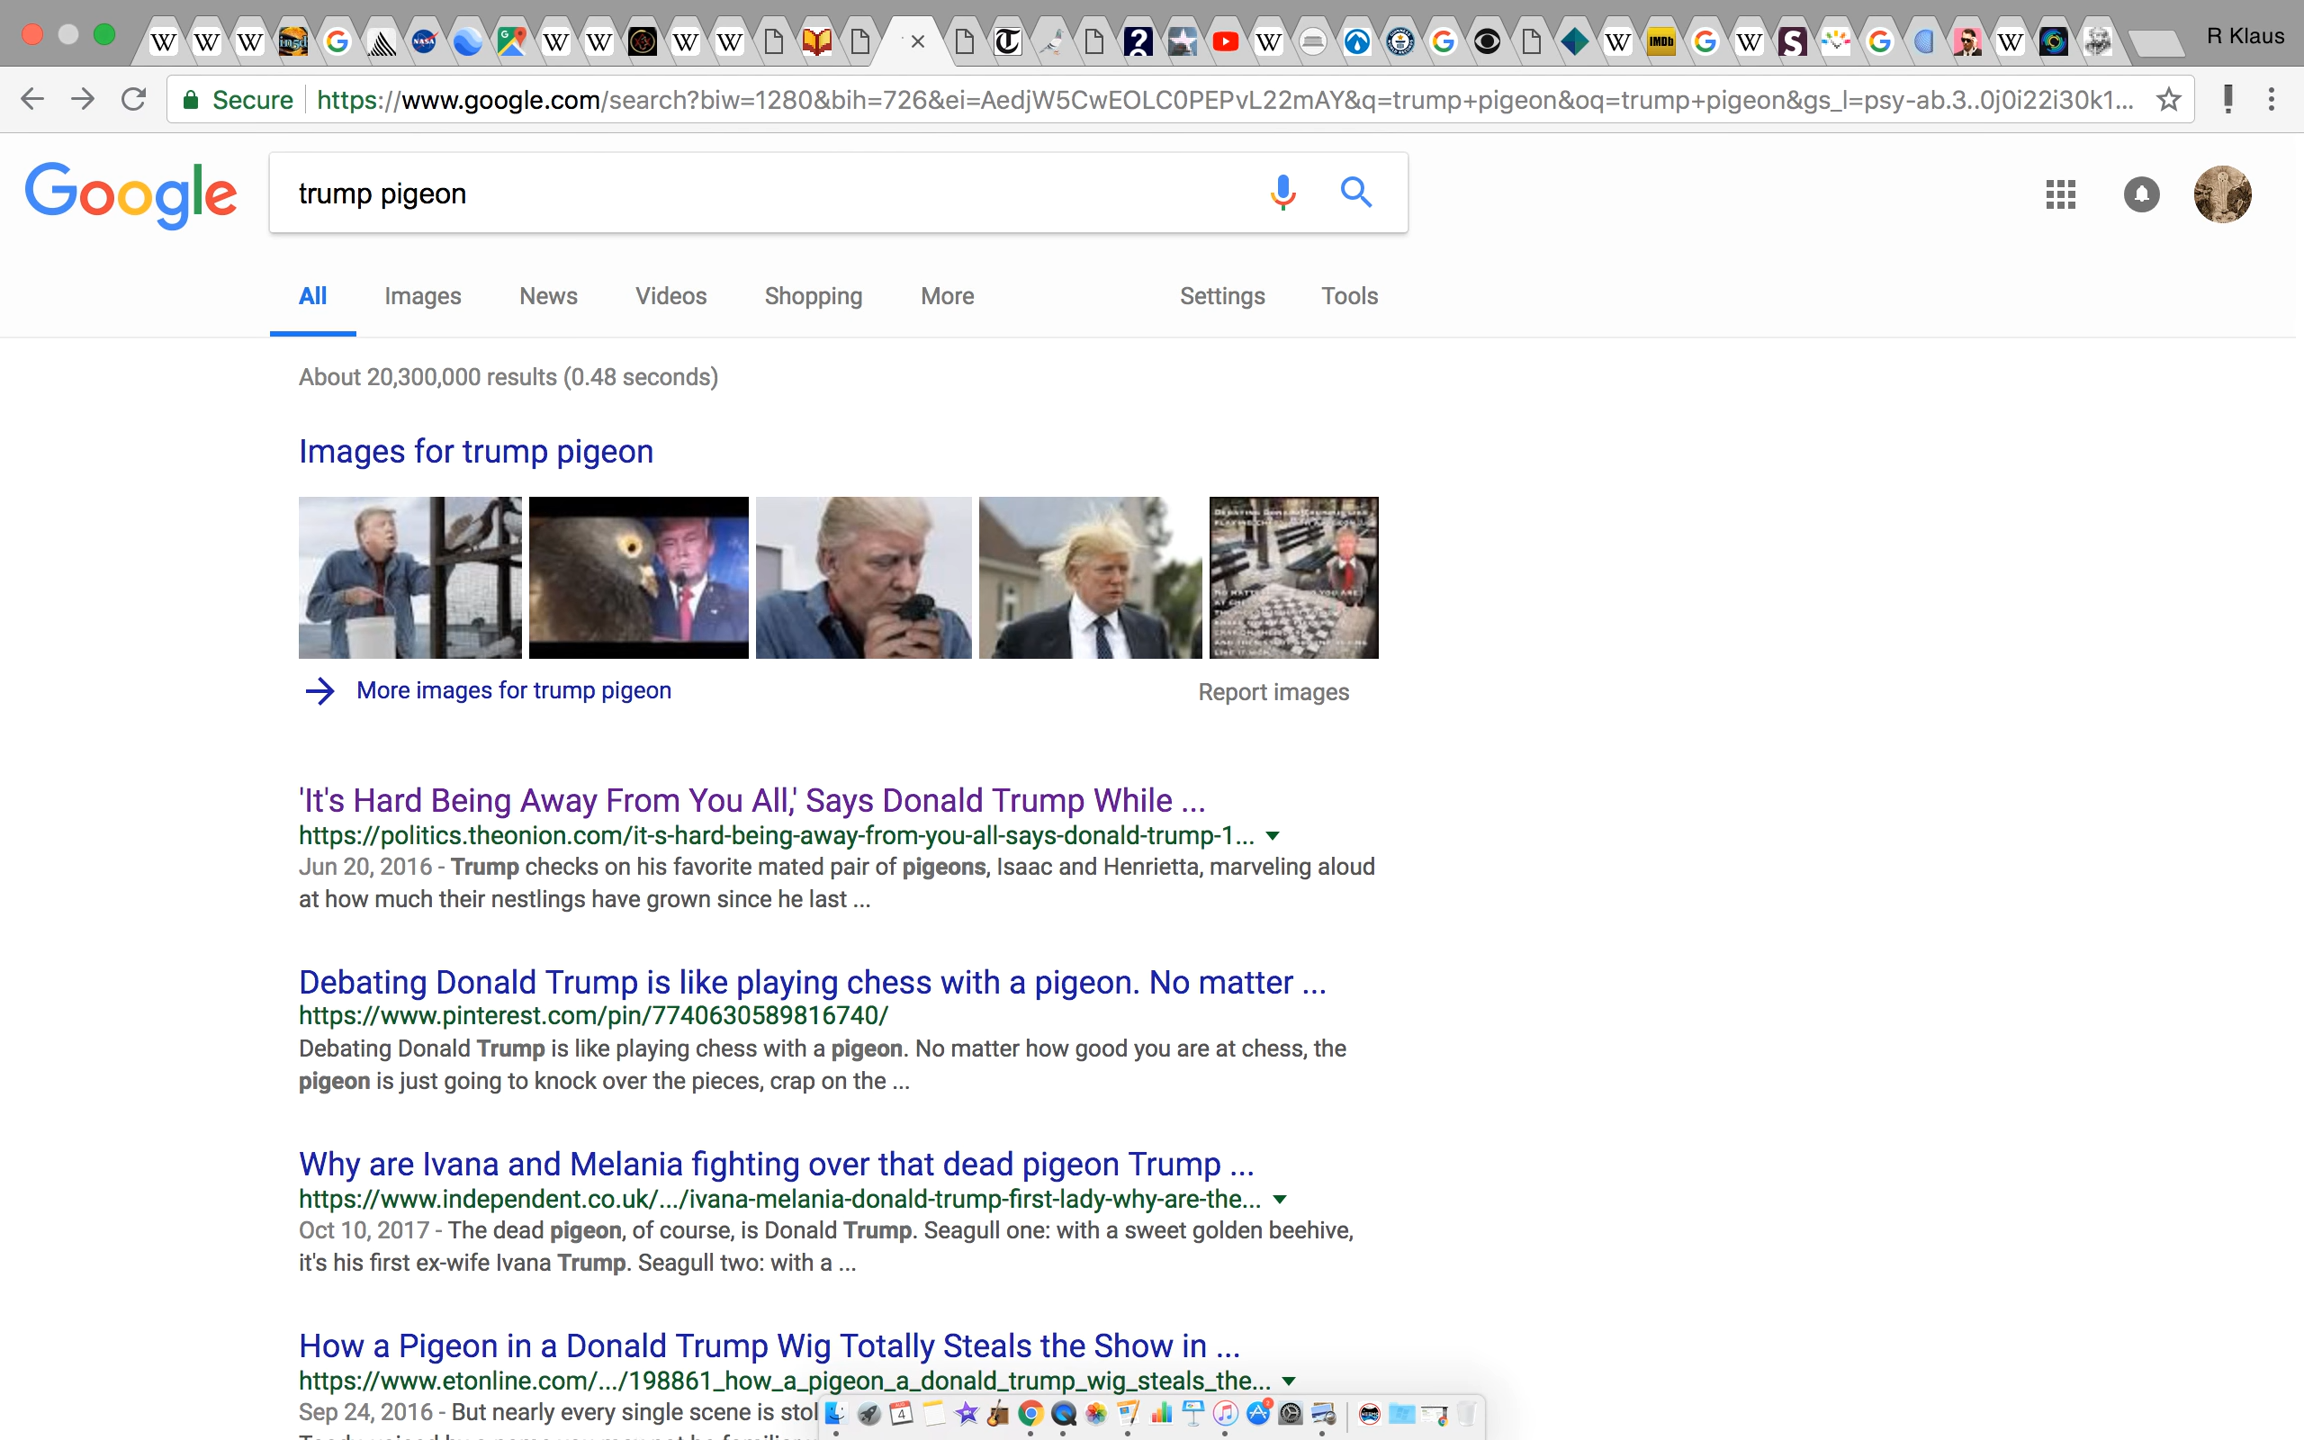 R Klaus
Secure https://www.google.com/search?biw=1280&bih=726&ei=AedjW5CwEOLC0PEPvL22mAY&q=trump+pigeon&oq=trump+pigeon&gs_l=psy-ab.3..0j0i22i30k1...
Google trump pigeon
All Images News Videos Shopping More Settings Tools
About 20,300,000 results (0.48 seconds)
Images for trump pigeon
More images for trump pigeon Report images
'It's Hard Being Away From You All,' Says Donald Trump While ...
https://politics.theonion.com/it-s-hard-being-away-from-you-all-says-donald-trump-1...
Jun 20, 2016 - Trump checks on his favorite mated pair of pigeons, Isaac and Henrietta, marveling aloud
at how much their nestlings have grown since he last ...
Debating Donald Trump is like playing chess with a pigeon. No matter ...
https://www.pinterest.com/pin/7740630589816740/
Debating Donald Trump is like playing chess with a pigeon. No matter how good you are at chess, the
pigeon is just going to knock over the pieces, crap on the ...
Why are Ivana and Melania fighting over that dead pigeon Trump ...
https://www.independent.co.uk/.../ivana-melania-donald-trump-first-lady-why-are-the...
Oct 10, 2017 - The dead pigeon, of course, is Donald Trump. Seagull one: with a sweet golden beehive,
it's his first ex-wife Ivana Trump. Seagull two: with a ...
How a Pigeon in a Donald Trump Wig Totally Steals the Show in ...
https://www.etonline.com/.../198861_how_a_pigeon_a_donald_trump_wig_steals_the...
Sep 24, 2016 - But nearly every single scene is stol